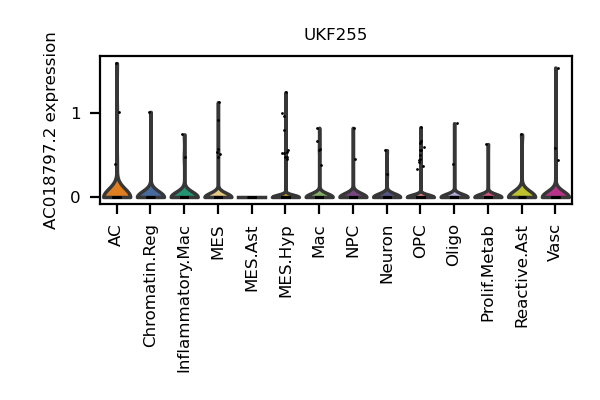 UKF255
AC018797.2 expression
1
0
AC
Chromatin.Reg
Inflammatory.Mac
MES
MES.Ast
MES.Hyp
Mac
NPC
Neuron
OPC
Oligo
Prolif.Metab
Reactive.Ast
Vasc